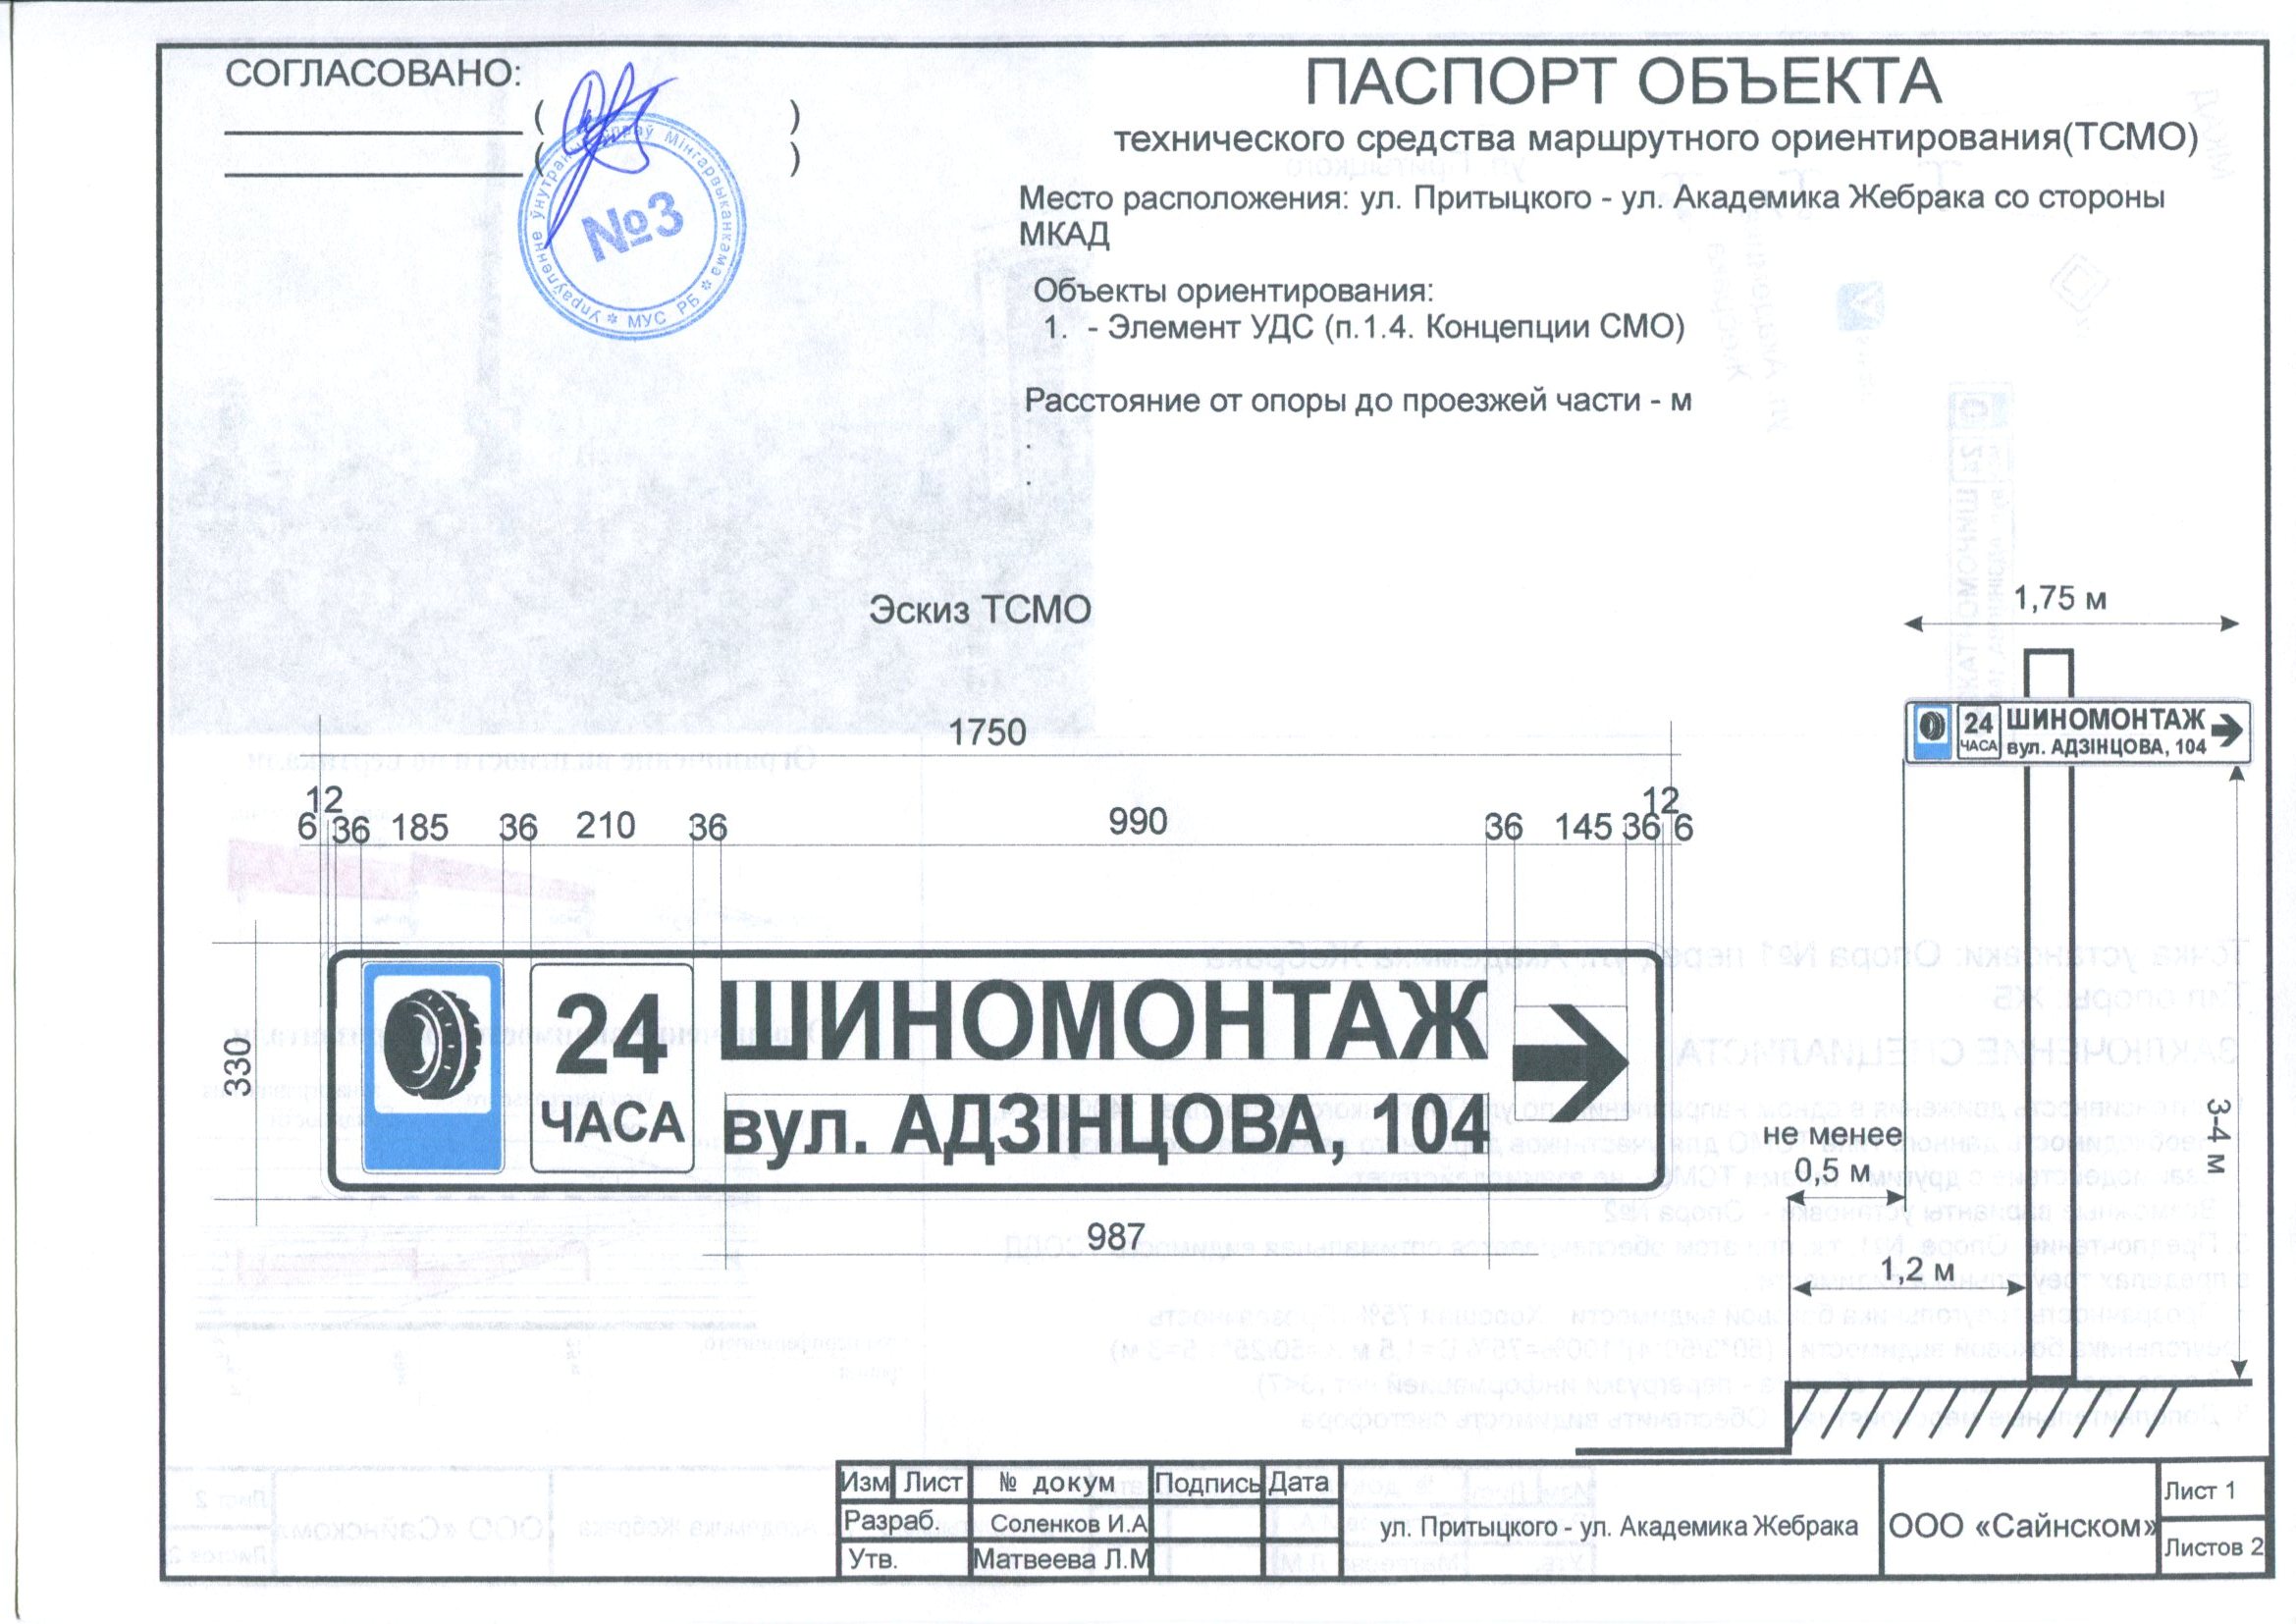 СОГЛАСОВАНО:
( )
( )
ўнутраных спраў Мінгарвыканкама * МУС РБ * Упраўленне
№3
ПАСПОРТ ОБЪЕКТА
технического средства маршрутного ориентирования(ТСМО)
Место расположения: ул. Притыцкого - ул. Академика Жебрака со стороны
МКАД
Объекты ориентирования:
1. - Элемент УДС (п.1.4. Концепции СМО)
Расстояние от опоры до проезжей части - м
.
.
Эскиз ТСМО
1750
12 12
6 36 185 36 210 36 990 36 145 36 6
330
24
ЧАСА
ШИНОМОНТАЖ
вул. АДЗІНЦОВА, 104
987
1,75 м
24
ЧАСА
ШИНОМОНТАЖ
вул. АДЗІНЦОВА, 104
не менее
0,5 м
1,2 м
3-4 м
Изм Лист № докум Подпись Дата
Разраб. Соленков И.А
Утв. Матвеева Л.М
ул. Притыцкого - ул. Академика Жебрака
ООО «Сайнском»
Лист 1
Листов 2